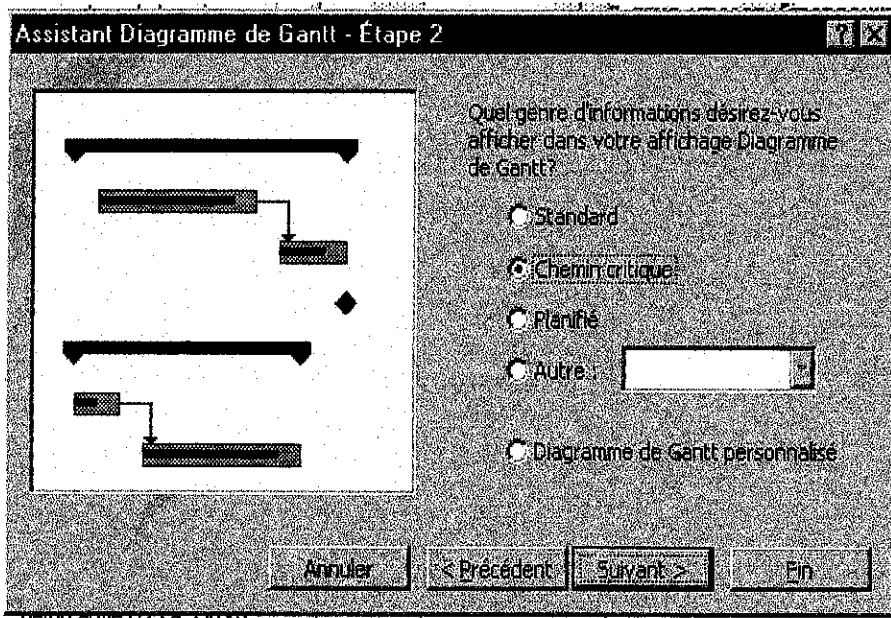 Assistant Diagramme de Gantt - Étape 2
Quel genre d'informations désirez-vous
afficher dans votre affichage Diagramme
de Gantt?
Standard
Chemin critique
Planifié
Autre :
Diagramme de Gantt personnalisé
Annuler
< Précédent
Suivant >
Fin